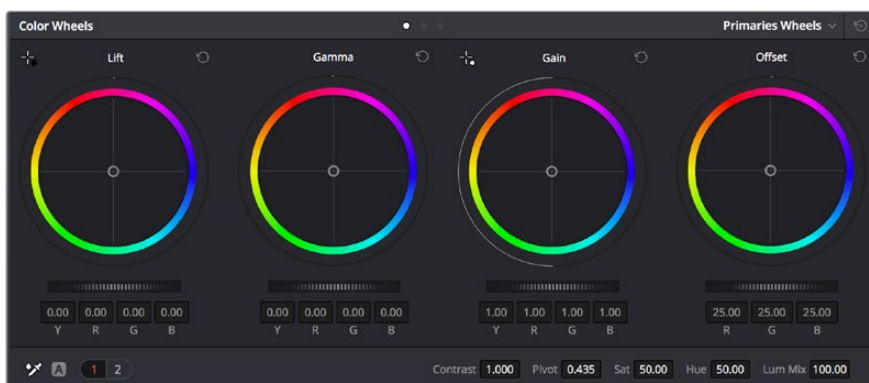 Color Wheels Primaries Wheels
Lift Gamma Gain Offset
0.00 0.00 0.00 0.00 0.00 0.00 0.00 0.00 1.00 1.00 1.00 1.00 25.00 25.00 25.00
Y R G B Y R G B Y R G B R G B
A 1 2 Contrast 1.000 Pivot 0.435 Sat 50.00 Hue 50.00 Lum Mix 100.00